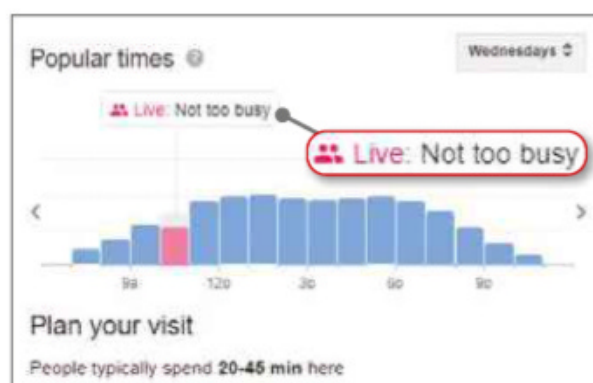 Popular times
Wednesdays
Live: Not too busy
Live: Not too busy
9a 12p 3p 6p 9p
Plan your visit
People typically spend 20-45 min here